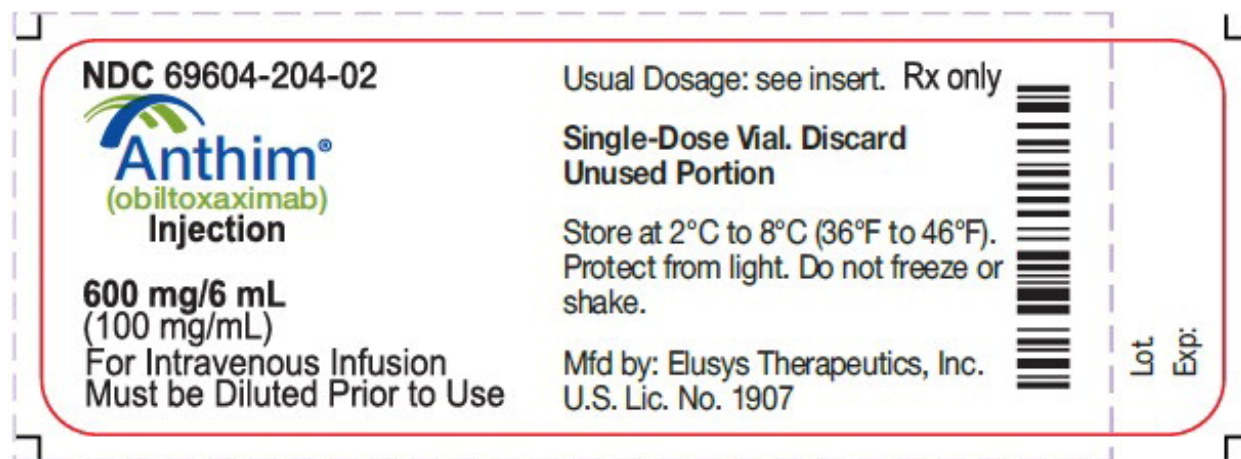 NDC 69604-204-02
Anthim®
(obiltoxaximab)
Injection
600 mg/6 mL
(100 mg/mL)
For Intravenous Infusion
Must be Diluted Prior to Use
Usual Dosage: see insert. Rx only
Single-Dose Vial. Discard
Unused Portion
Store at 2°C to 8°C (36°F to 46°F).
Protect from light. Do not freeze or
shake.
Mfd by: Elusys Therapeutics, Inc.
U.S. Lic. No. 1907
Lot
Exp: